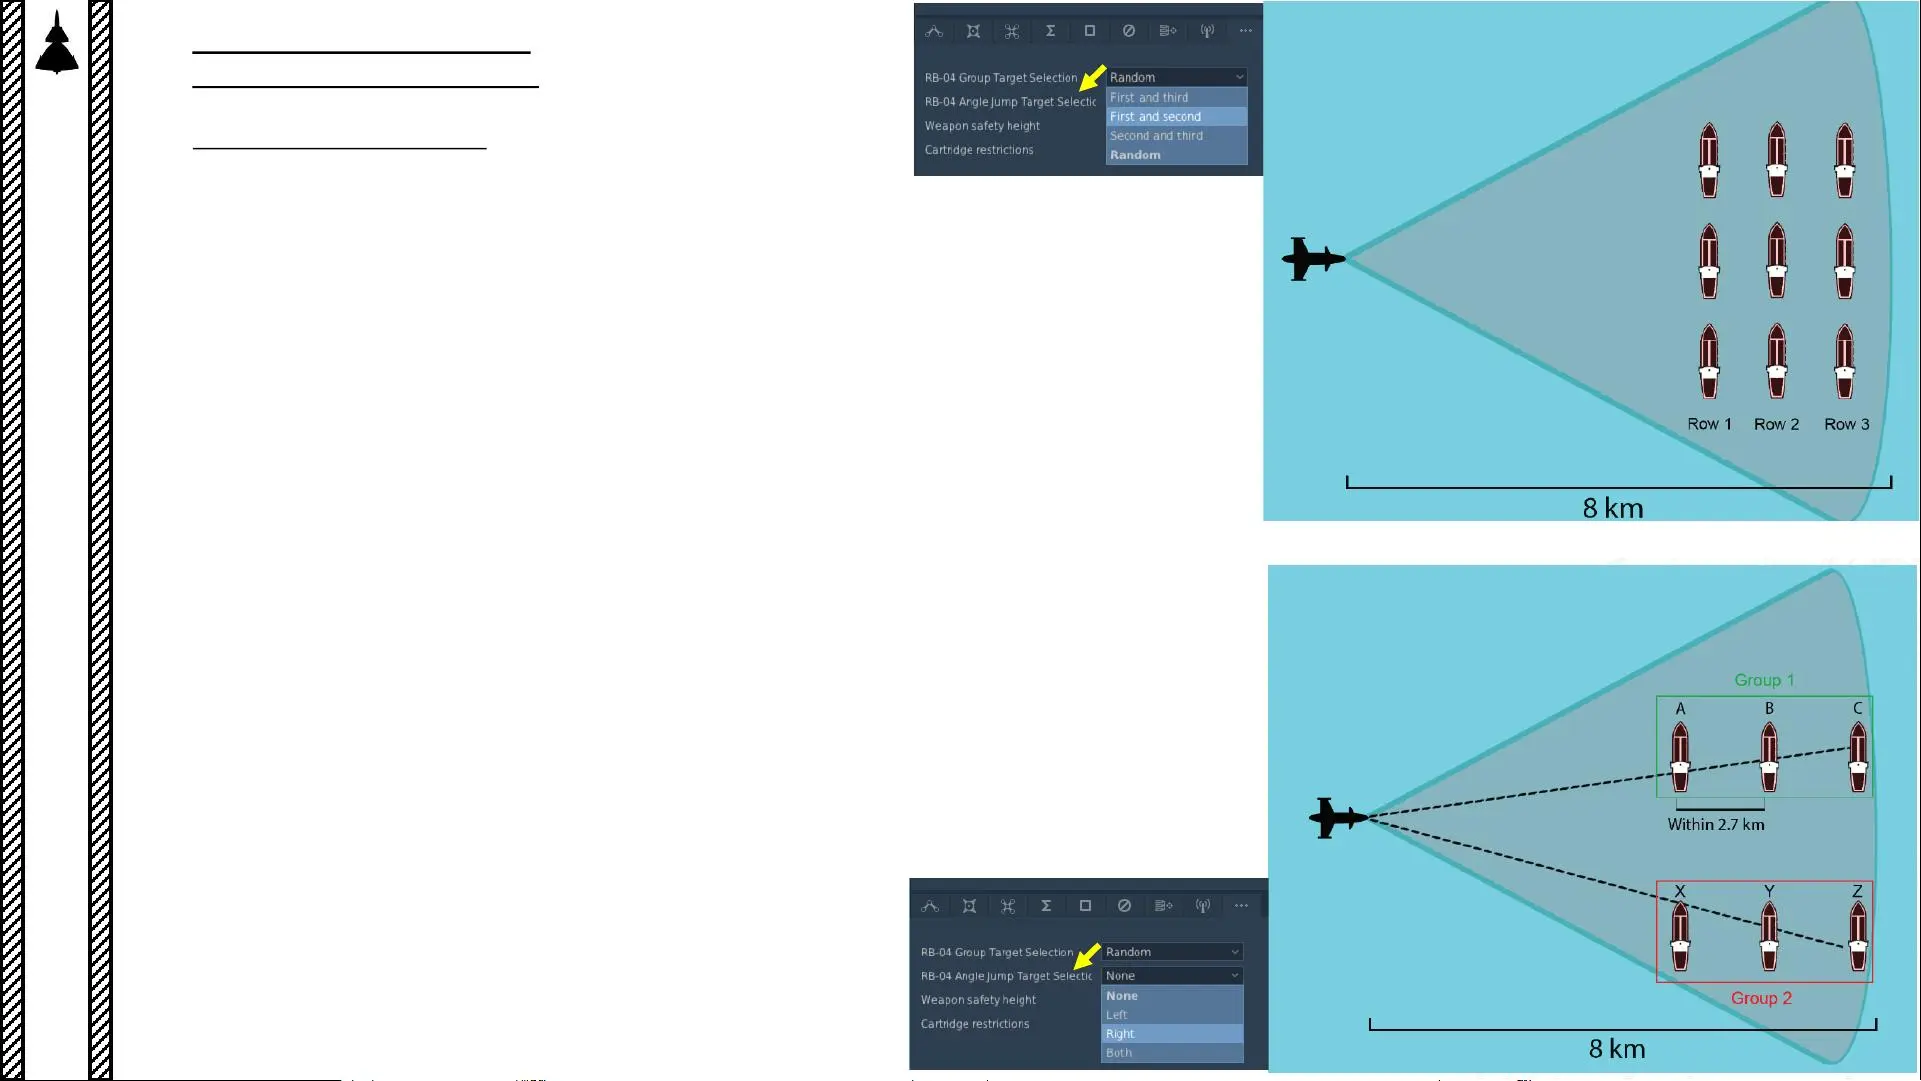 RB-04 Group Target Selection
Random
RB-04 Angle Jump Target Selectic
First and third
First and second
Weapon safety height
Second and third
Cartridge restrictions
Random
Row 1
Row 2
Row 3
8 km
Group 1
A
B
C
Within 2.7 km
X
Y
Z
Group 2
8 km
RB-04 Group Target Selection
Random
RB-04 Angle Jump Target Selectic
None
Weapon safety height
None
Left
Cartridge restrictions
Right
Both